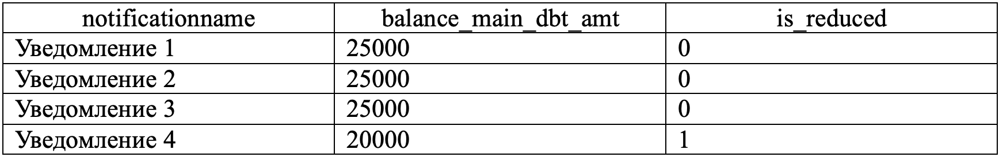 notificationname balance_main_dbt_amt is_reduced
Уведомление 1 25000 0
Уведомление 2 25000 0
Уведомление 3 25000 0
Уведомление 4 20000 1